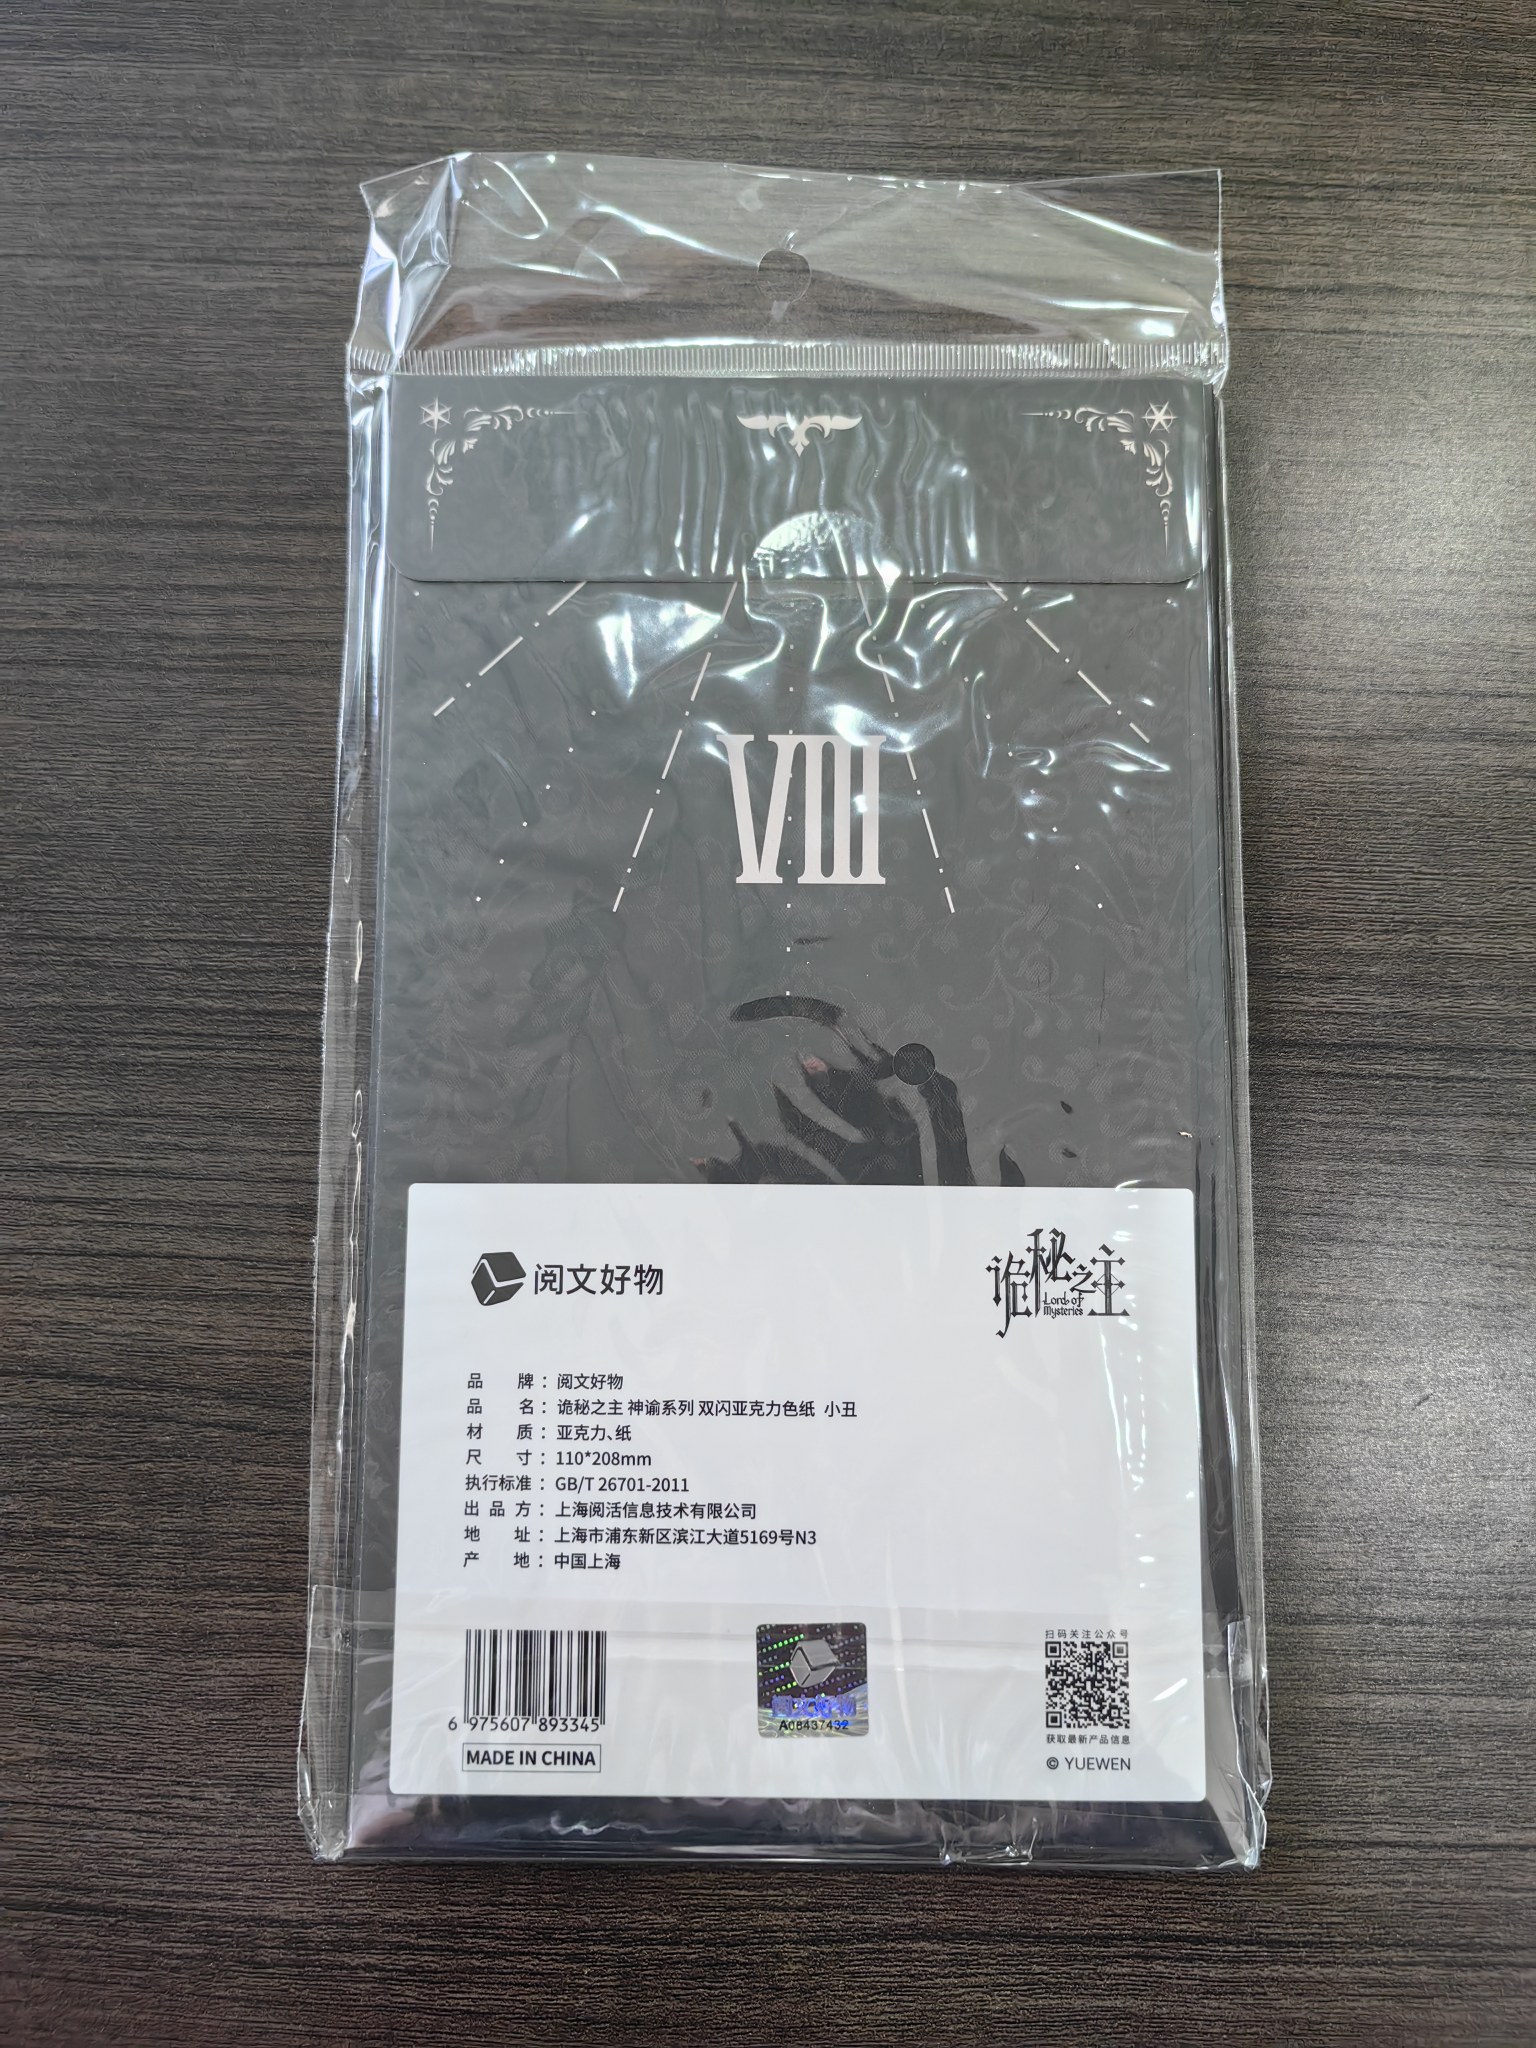 VIII
阅文好物
诡秘之主
Lord of
Mysteries
品 牌：阅文好物
品 名：诡秘之主 神谕系列 双闪亚克力色纸 小丑
材 质：亚克力、纸
尺 寸：110*208mm
执行标准：GB/T 26701-2011
出 品 方：上海阅活信息技术有限公司
地 址：上海市浦东新区滨江大道5169号N3
产 地：中国上海
6 975607 893345
MADE IN CHINA
阅文好物
A08437432
扫码关注公众号
获取最新产品信息
© YUEWEN